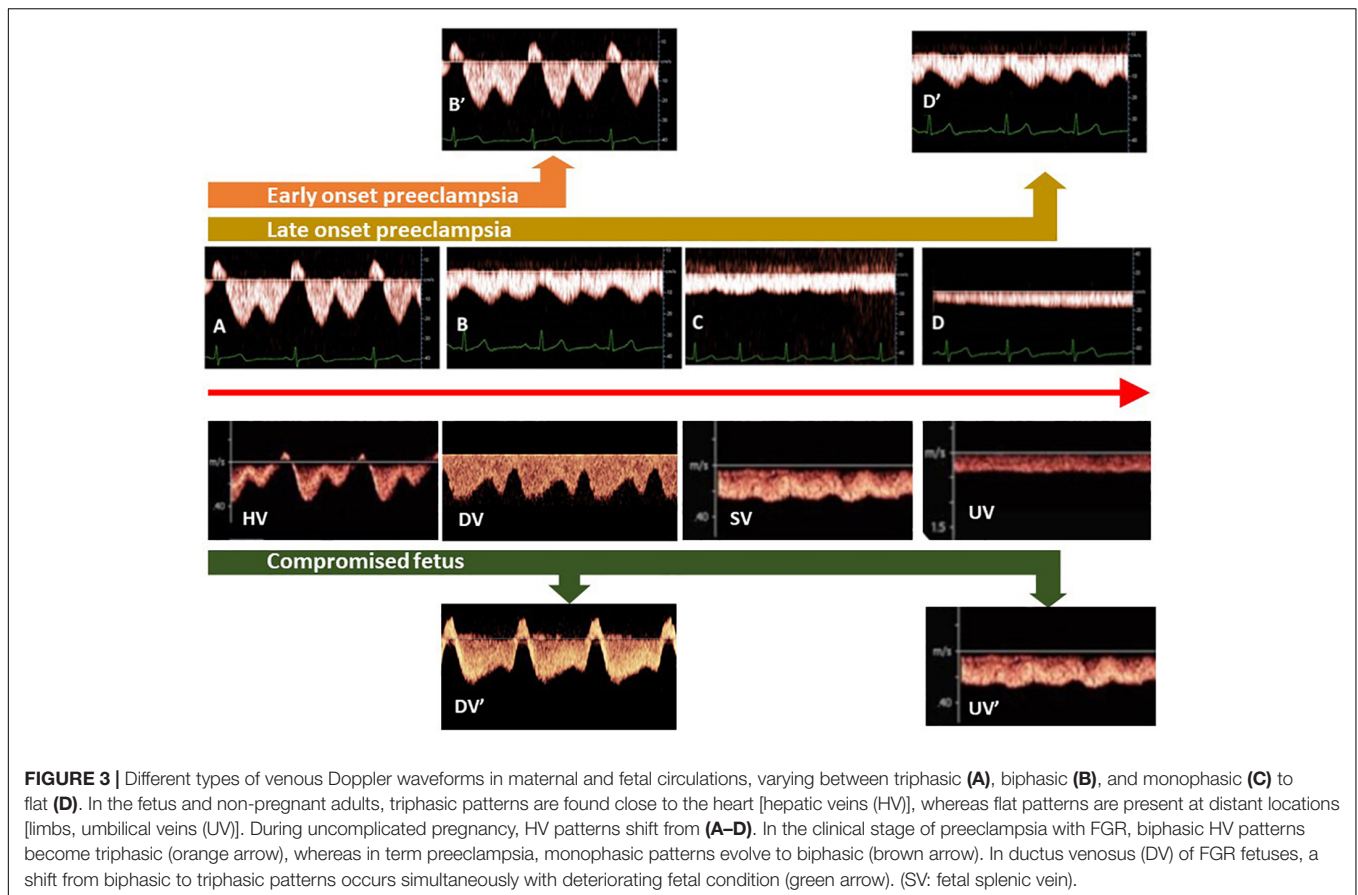 B'
D'
Early onset preeclampsia
Late onset preeclampsia
A
B
C
D
m/s
.40
HV
DV
m/s
.40
SV
m/s
1.5
UV
Compromised fetus
DV'
m/s
.40
UV'
FIGURE 3 | Different types of venous Doppler waveforms in maternal and fetal circulations, varying between triphasic (A), biphasic (B), and monophasic (C) to
flat (D). In the fetus and non-pregnant adults, triphasic patterns are found close to the heart [hepatic veins (HV)], whereas flat patterns are present at distant locations
[limbs, umbilical veins (UV)]. During uncomplicated pregnancy, HV patterns shift from (A–D). In the clinical stage of preeclampsia with FGR, biphasic HV patterns
become triphasic (orange arrow), whereas in term preeclampsia, monophasic patterns evolve to biphasic (brown arrow). In ductus venosus (DV) of FGR fetuses, a
shift from biphasic to triphasic patterns occurs simultaneously with deteriorating fetal condition (green arrow). (SV: fetal splenic vein).